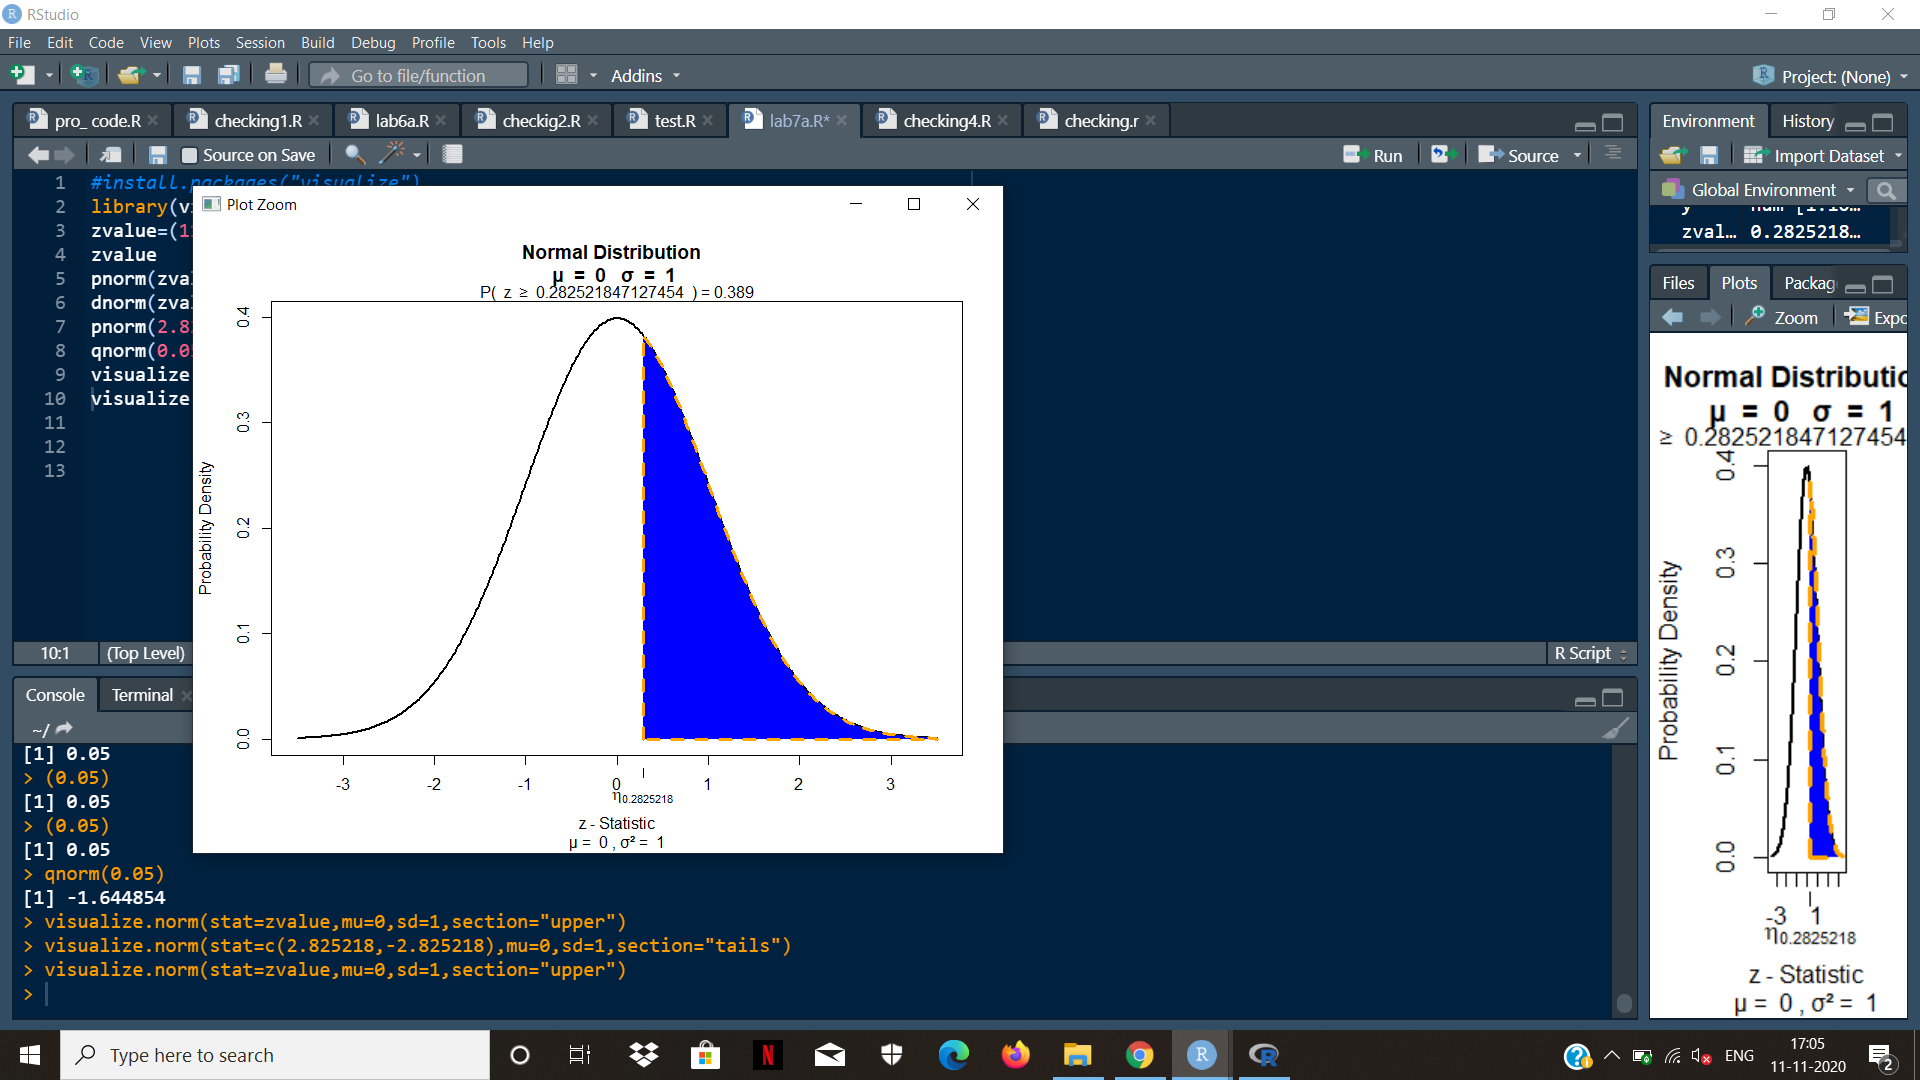 RStudio
File Edit Code View Plots Session Build Debug Profile Tools Help
Go to file/function Addins Project: (None)
pro_ code.R checking1.R lab6a.R checkig2.R test.R lab7a.R* checking4.R checking.r
Source on Save Run Source
1 #install.packages("visualize")
2 library(v
3 zvalue=(1
4 zvalue
5 pnorm(zva
6 dnorm(zva
7 pnorm(2.8
8 qnorm(0.0
9 visualize
10 visualize
11
12
13
10:1 (Top Level) R Script
Plot Zoom
Normal Distribution
μ = 0 σ = 1
P( z ≥ 0.282521847127454 ) = 0.389
0.4
0.3
0.2
0.1
0.0
Probability Density
-3 -2 -1 0 1 2 3
η0.2825218
z - Statistic
μ = 0 , σ² = 1
Console Terminal
~/
[1] 0.05
> (0.05)
[1] 0.05
> (0.05)
[1] 0.05
> qnorm(0.05)
[1] -1.644854
> visualize.norm(stat=zvalue,mu=0,sd=1,section="upper")
> visualize.norm(stat=c(2.825218,-2.825218),mu=0,sd=1,section="tails")
> visualize.norm(stat=zvalue,mu=0,sd=1,section="upper")
>
Environment History
Import Dataset
Global Environment
zval… 0.2825218…
Files Plots Packag
Zoom Expo
Normal Distributio
μ = 0 σ = 1
≥ 0.282521847127454
0.4
0.3
0.2
0.1
0.0
Probability Density
-3 1
η0.2825218
z - Statistic
μ = 0 , σ² = 1
Type here to search
ENG
17:05
11-11-2020
2